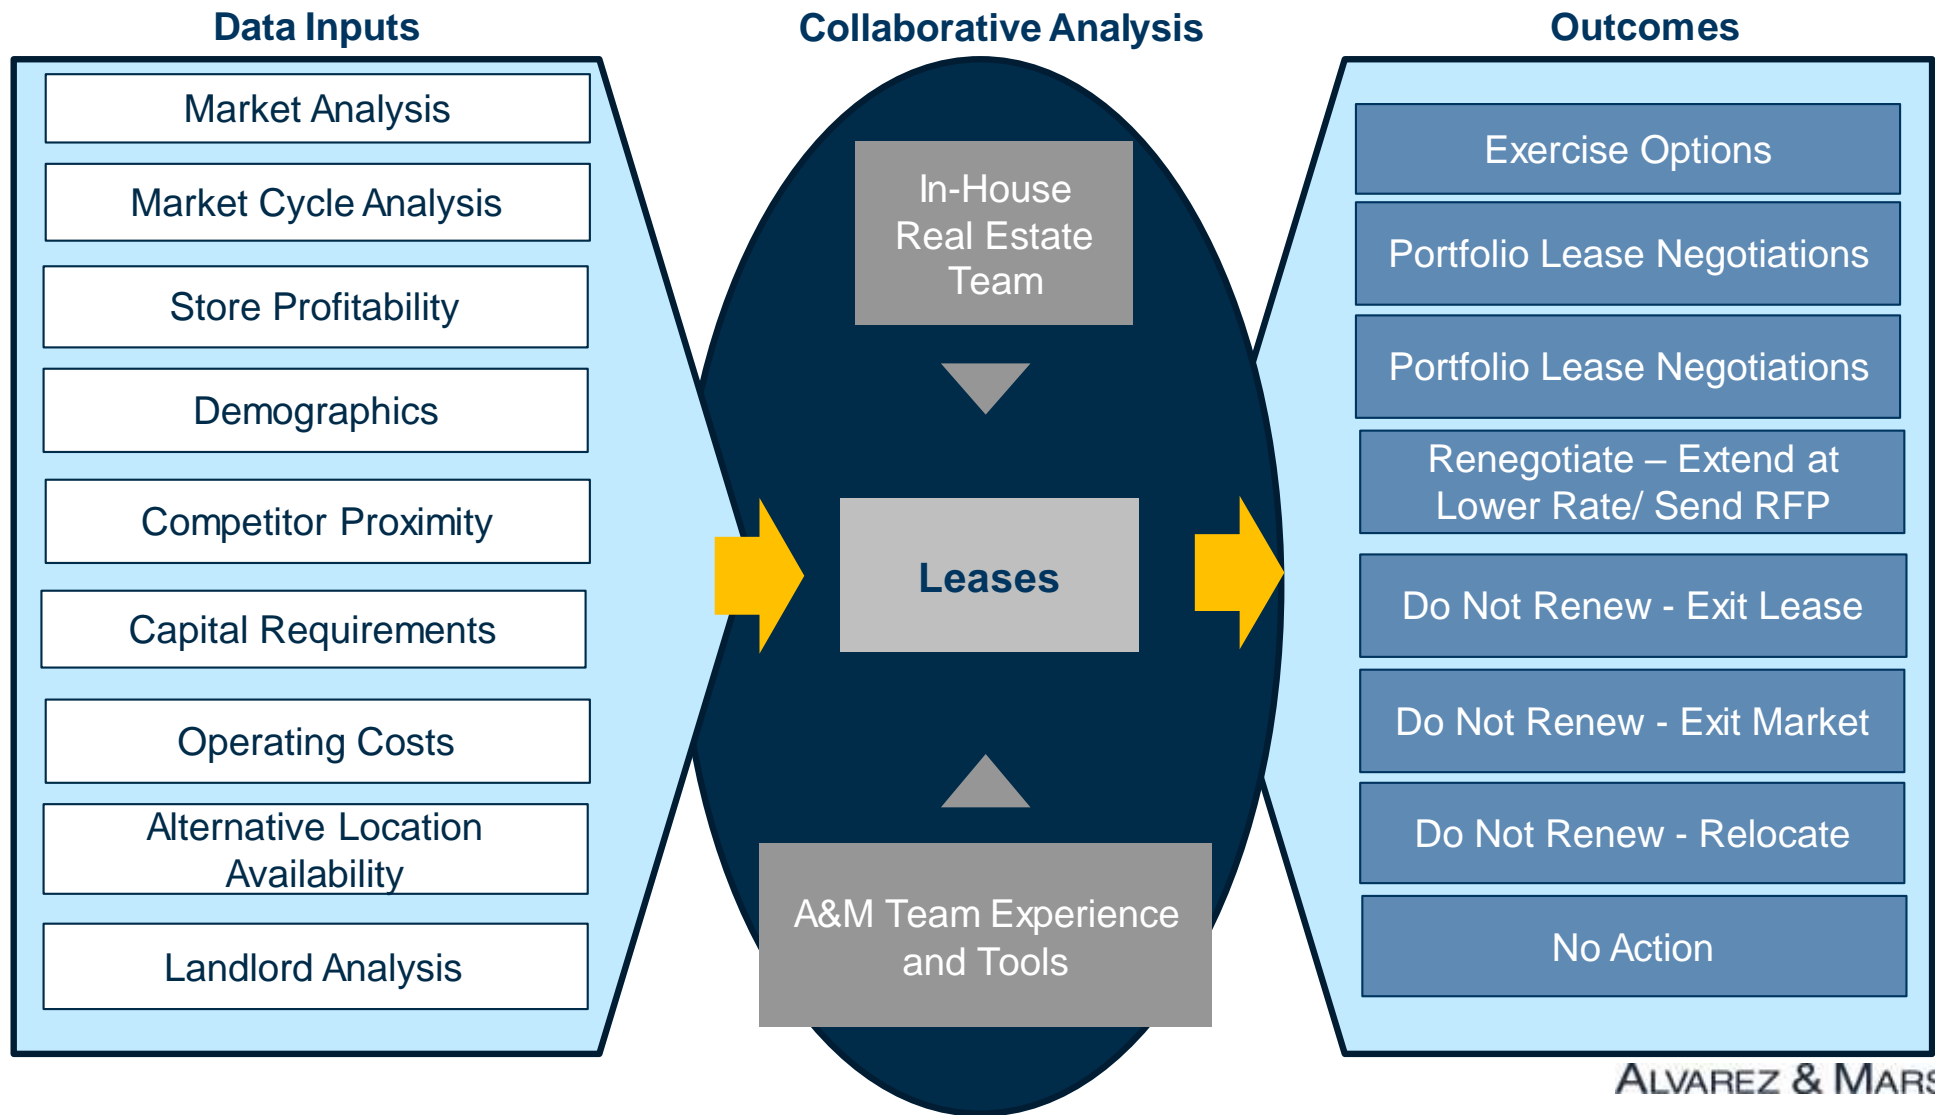 Data Inputs
Market Analysis
Market Cycle Analysis
Store Profitability
Demographics
Competitor Proximity
Capital Requirements
Operating Costs
Alternative Location
Availability
Landlord Analysis
Collaborative Analysis
In-House
Real Estate
Team
Leases
A&M Team Experience
and Tools
Outcomes
Exercise Options
Portfolio Lease Negotiations
Portfolio Lease Negotiations
Renegotiate – Extend at
Lower Rate/ Send RFP
Do Not Renew - Exit Lease
Do Not Renew - Exit Market
Do Not Renew - Relocate
No Action
ALVAREZ & MARS